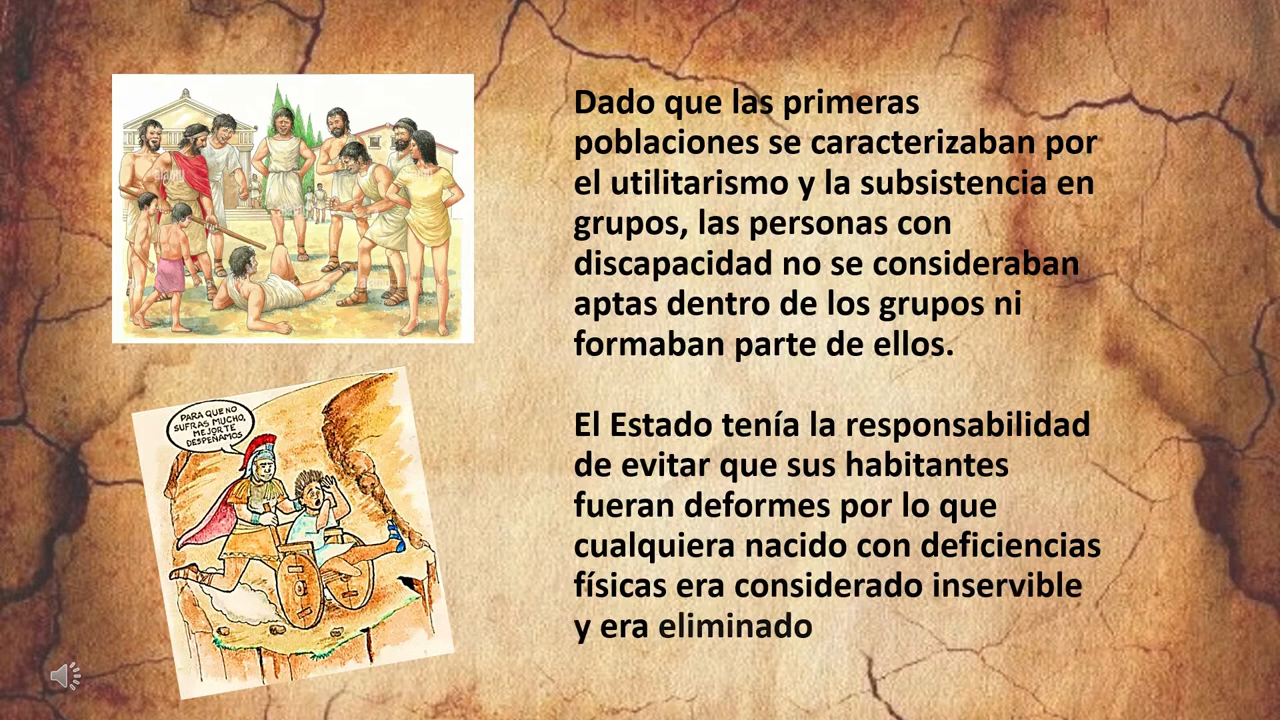 Dado que las primeras
poblaciones se caracterizaban por
el utilitarismo y la subsistencia en
grupos, las personas con
discapacidad no se consideraban
aptas dentro de los grupos ni
formaban parte de ellos.
El Estado tenía la responsabilidad
de evitar que sus habitantes
fueran deformes por lo que
cualquiera nacido con deficiencias
físicas era considerado inservible
y era eliminado
PARA QUE NO
SUFRAS MUCHO,
MEJOR TE
DESPEÑAMOS